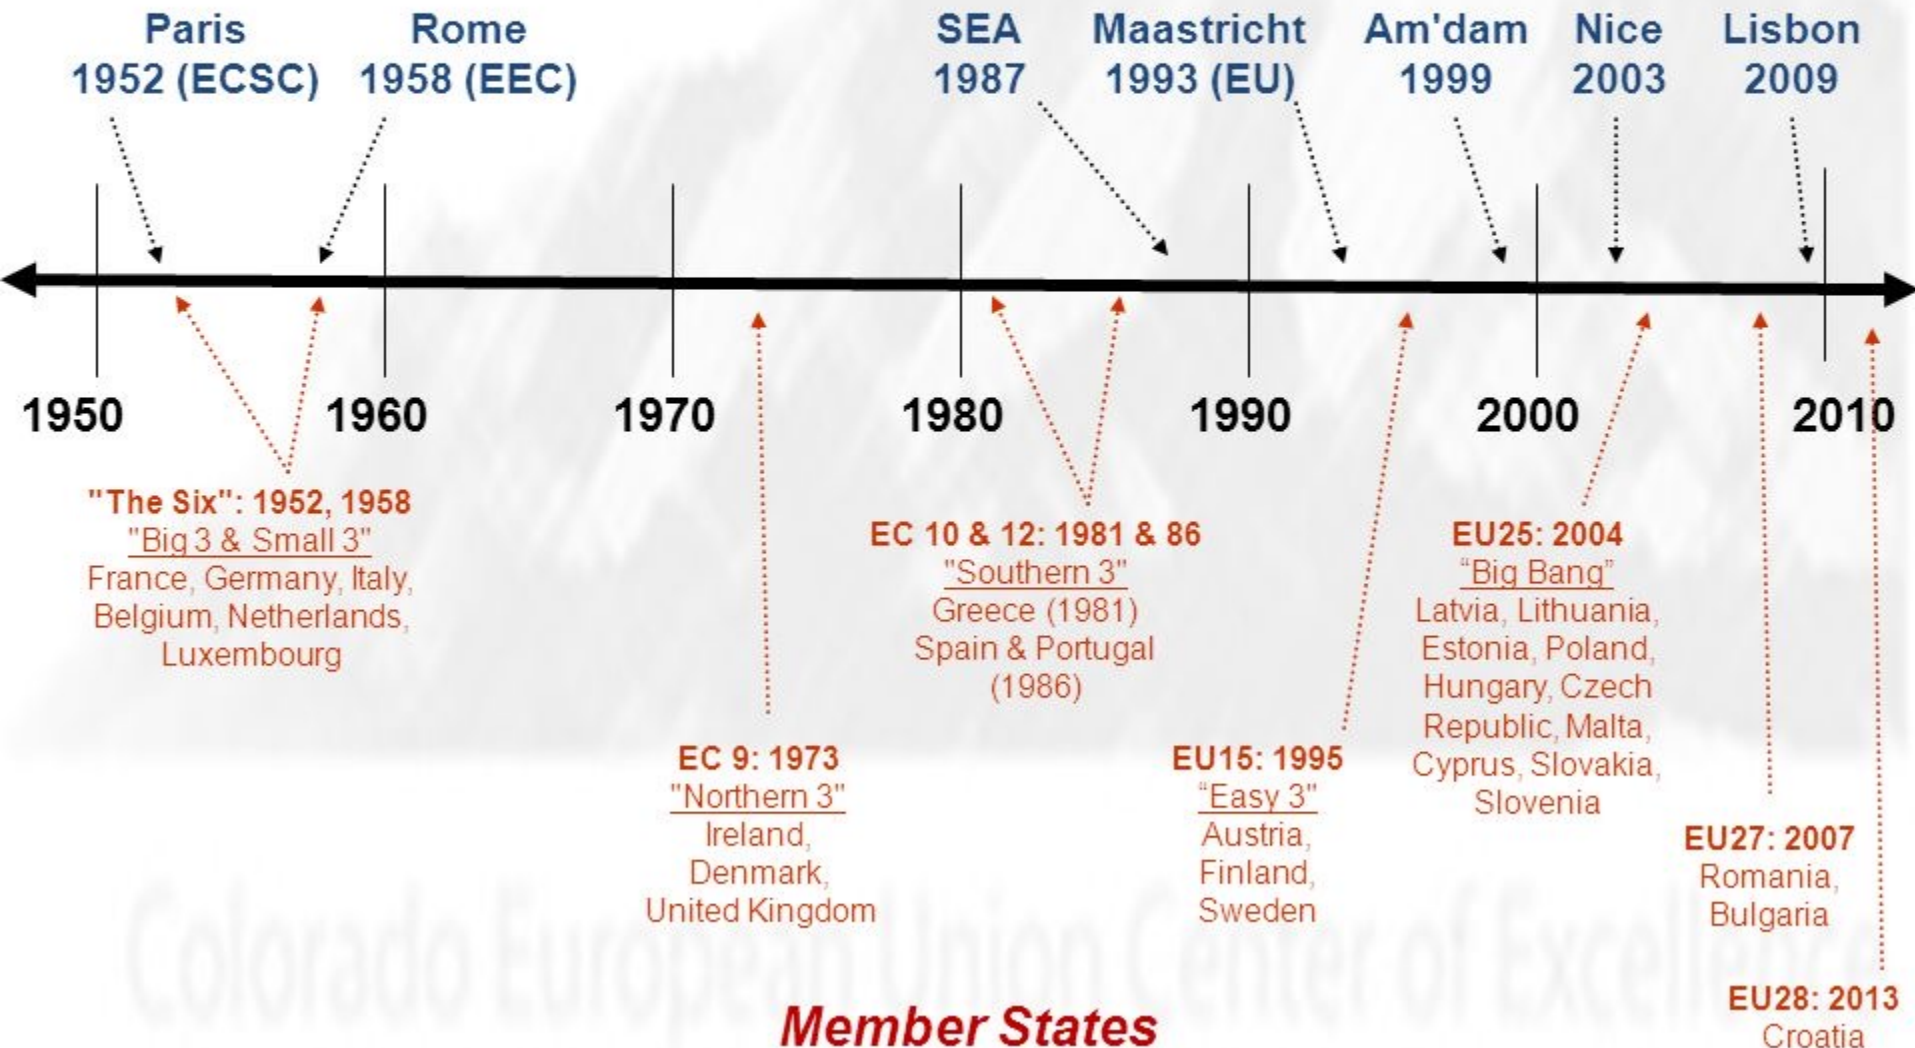 Paris
1952 (ECSC)
Rome
1958 (EEC)
SEA
1987
Maastricht
1993 (EU)
Am'dam
1999
Nice
2003
Lisbon
2009
1950
1960
1970
1980
1990
2000
2010
"The Six": 1952, 1958
"Big 3 & Small 3"
France, Germany, Italy,
Belgium, Netherlands,
Luxembourg
EC 9: 1973
"Northern 3"
Ireland,
Denmark,
United Kingdom
EC 10 & 12: 1981 & 86
"Southern 3"
Greece (1981)
Spain & Portugal
(1986)
EU15: 1995
“Easy 3"
Austria,
Finland,
Sweden
EU25: 2004
“Big Bang”
Latvia, Lithuania,
Estonia, Poland,
Hungary, Czech
Republic, Malta,
Cyprus, Slovakia,
Slovenia
EU27: 2007
Romania,
Bulgaria
EU28: 2013
Croatia
Colorado European Union Center of Excellence
Member States